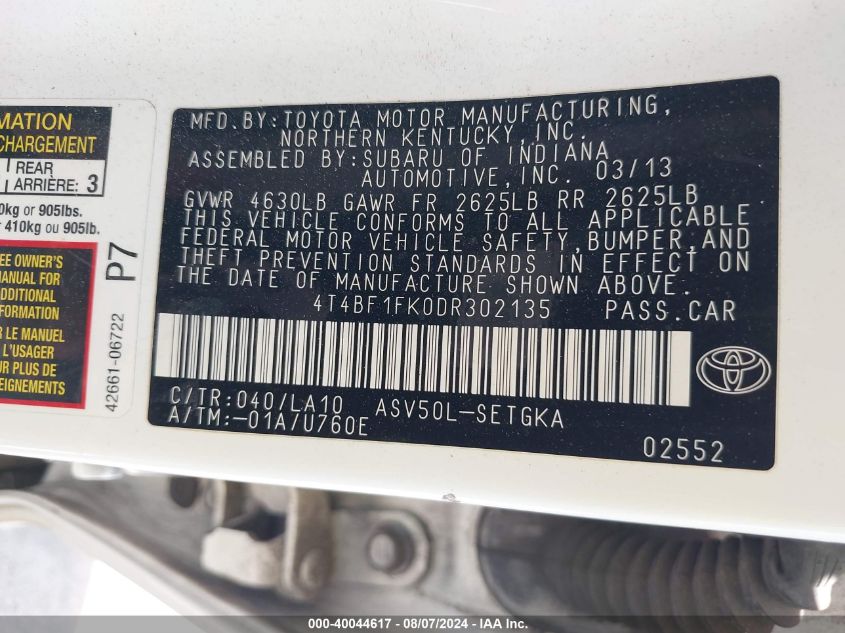 MATION
CHARGEMENT
REAR
ARRIÈRE: 3
kg or 905lbs.
410kg ou 905lb.
OWNER'S
MANUAL FOR
ADDITIONAL
INFORMATION
LE MANUEL
L'USAGER
PLUS
P7
42661-06722
MFD.BY:TOYOTA MOTOR MANUFACTURING,
NORTHERN KENTUCKY,INC.
ASSEMBLED BY:SUBARU OF INDIANA
AUTOMOTIVE,INC. 03/13
GVWR 4630LB GAWR FR 2625LB RR 2625LB
THIS VEHICLE CONFORMS TO ALL APPLICABLE
FEDERAL MOTOR VEHICLE SAFETY,BUMPER,AND
THEFT PREVENTION STANDARDS IN EFFECT ON
THE DATE OF MANUFACTURE SHOWN ABOVE.
4T4BF1FK0DR302135 PASS.CAR
C/TR:040/LA10 ASV50L-SETGKA
A/TM:-01A/U760E
02552
000-40044617 - 08/07/2024 - IAA Inc.